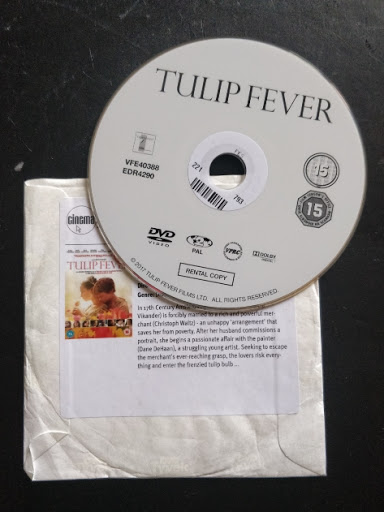 TULIP FEVER
VFE40388
EDR4290
221
793
15
15
DVD
VIDEO
PAL
DOLBY
RENTAL COPY
© 2017 TULIP FEVER FILMS LTD. ALL RIGHTS RESERVED.
cinema
TULIP FEVER
Genre:
In 17th Century
Vikander) is forcibly married to a rich and powerful mer-
chant (Christoph Waltz) - an unhappy 'arrangement' that
saves her from poverty. After her husband commissions a
portrait, she begins a passionate affair with the painter
(Dane DeHaan), a struggling young artist. Seeking to escape
the merchant's ever-reaching grasp, the lovers risk every-
thing and enter the frenzied tulip bulb ...